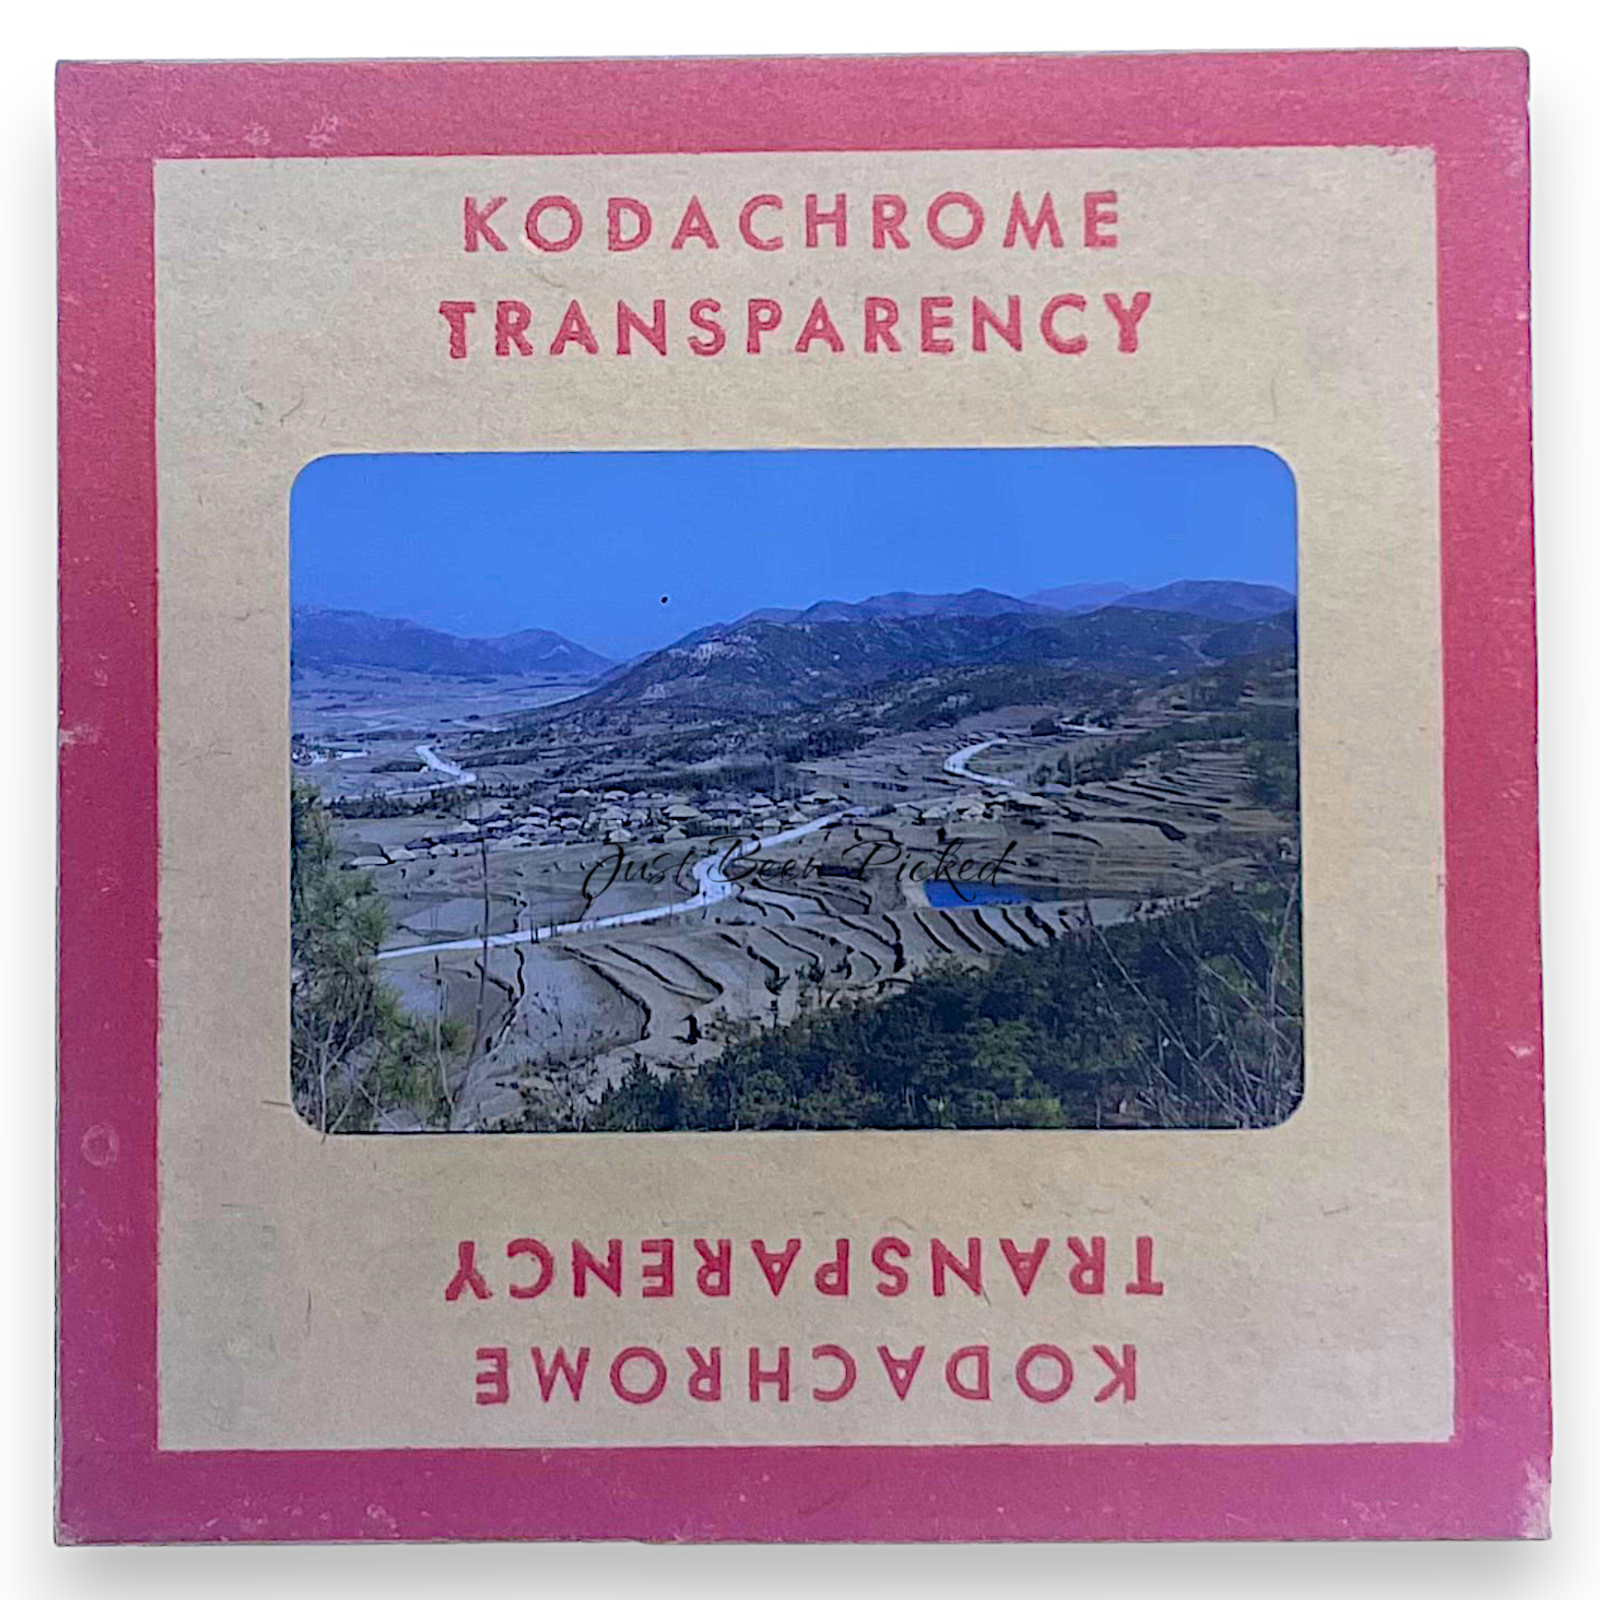 KODACHROME
TRANSPARENCY
Just Been Picked
TRANSPARENCY
KODACHROME